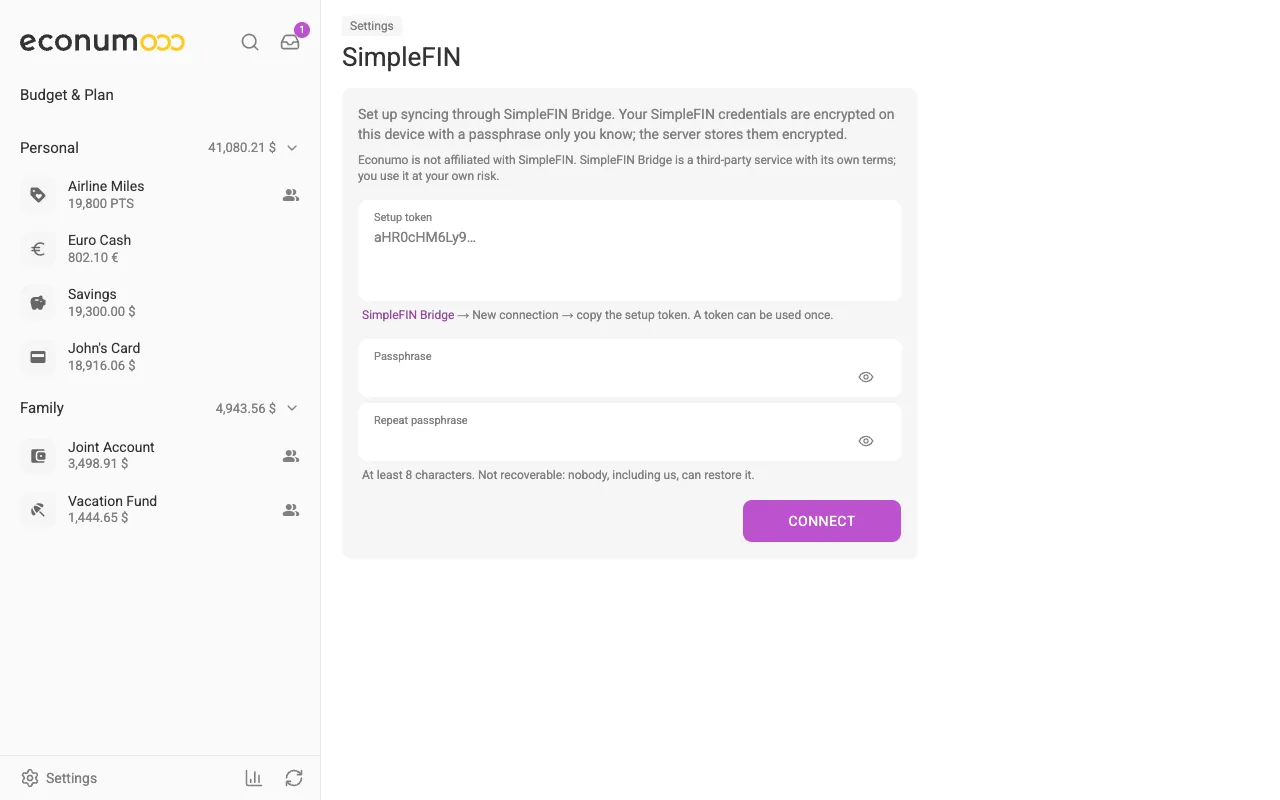 econumo
1
Budget & Plan
Personal
41,080.21 $
Airline Miles
19,800 PTS
Euro Cash
802.10 €
Savings
19,300.00 $
John's Card
18,916.06 $
Family
4,943.56 $
Joint Account
3,498.91 $
Vacation Fund
1,444.65 $
Settings
Settings
SimpleFIN
Set up syncing through SimpleFIN Bridge. Your SimpleFIN credentials are encrypted on
this device with a passphrase only you know; the server stores them encrypted.
Econumo is not affiliated with SimpleFIN. SimpleFIN Bridge is a third-party service with its own terms;
you use it at your own risk.
Setup token
aHR0cHM6Ly9…
SimpleFIN Bridge → New connection → copy the setup token. A token can be used once.
Passphrase
Repeat passphrase
At least 8 characters. Not recoverable: nobody, including us, can restore it.
CONNECT